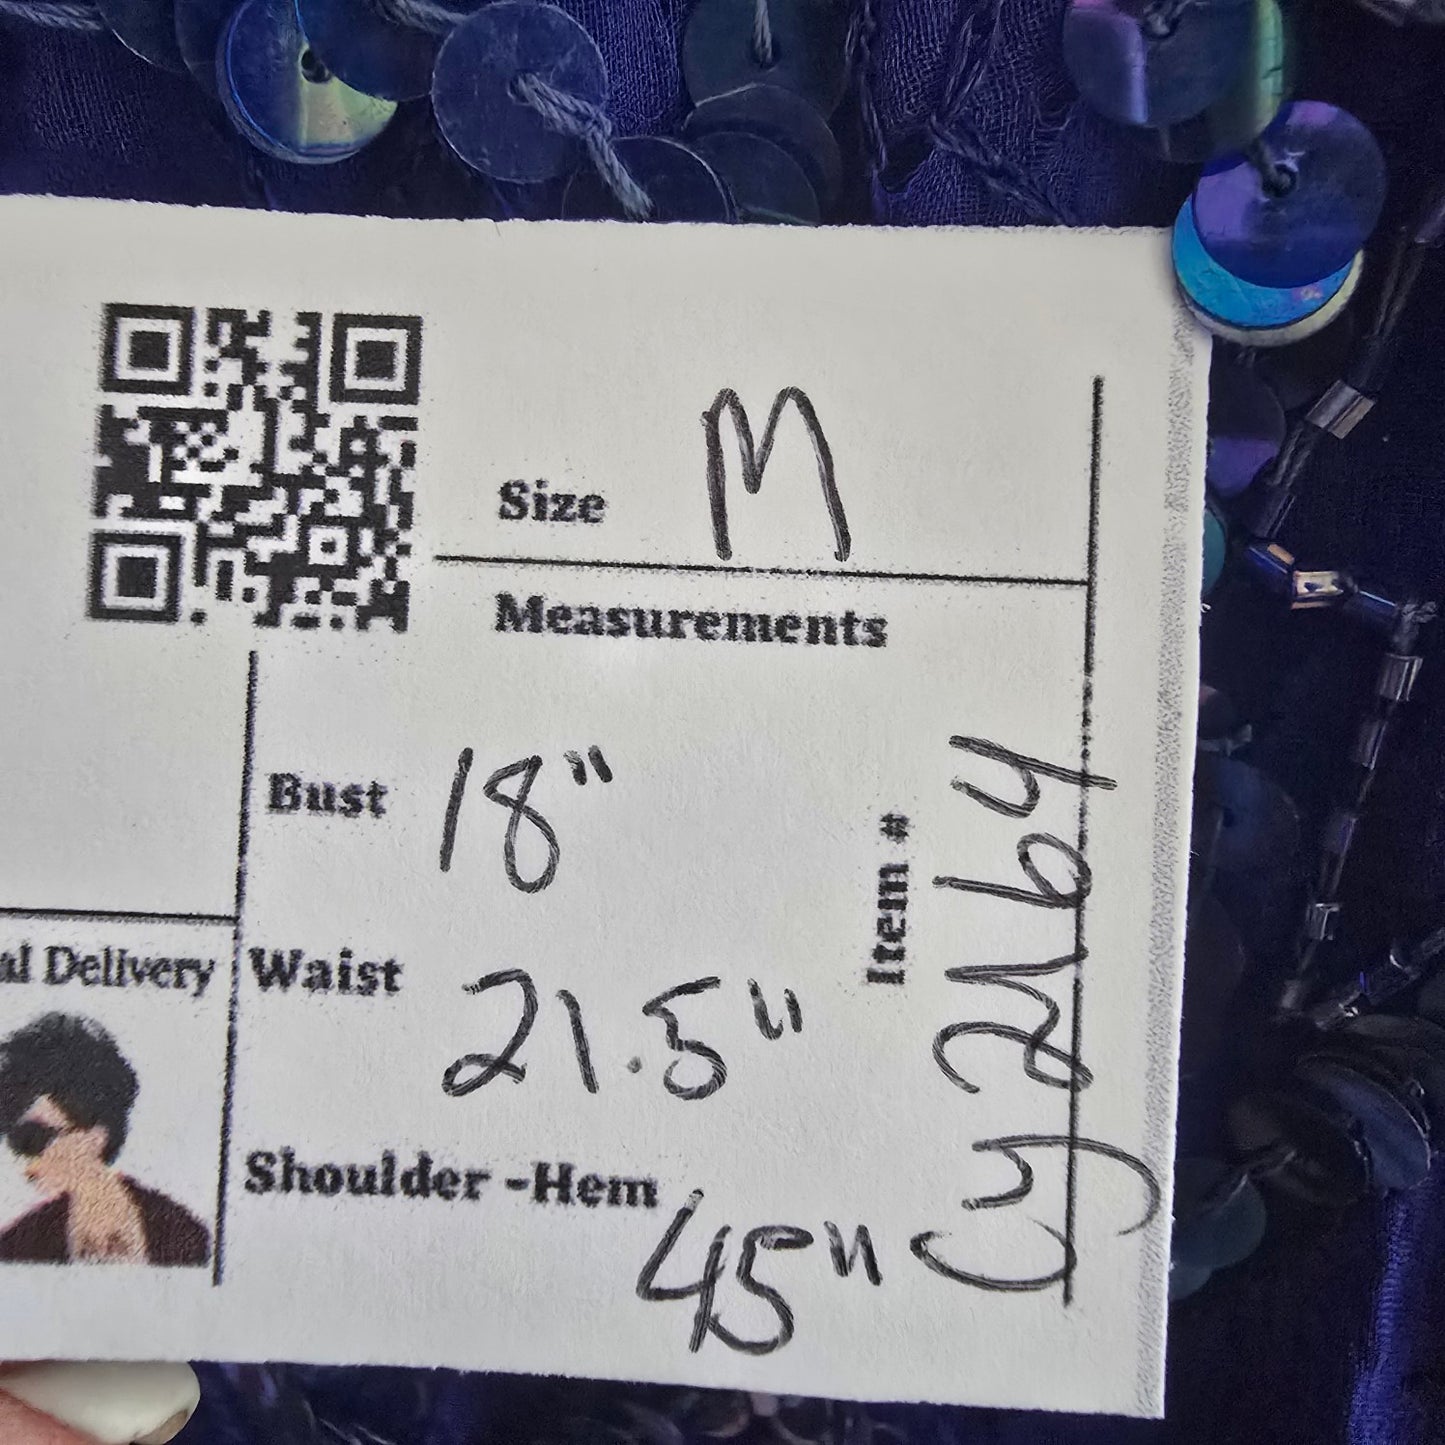 Size M
Measurements
Bust 18"
Waist 21.5"
Shoulder -Hem 45"
Item # Cy2164
al Delivery